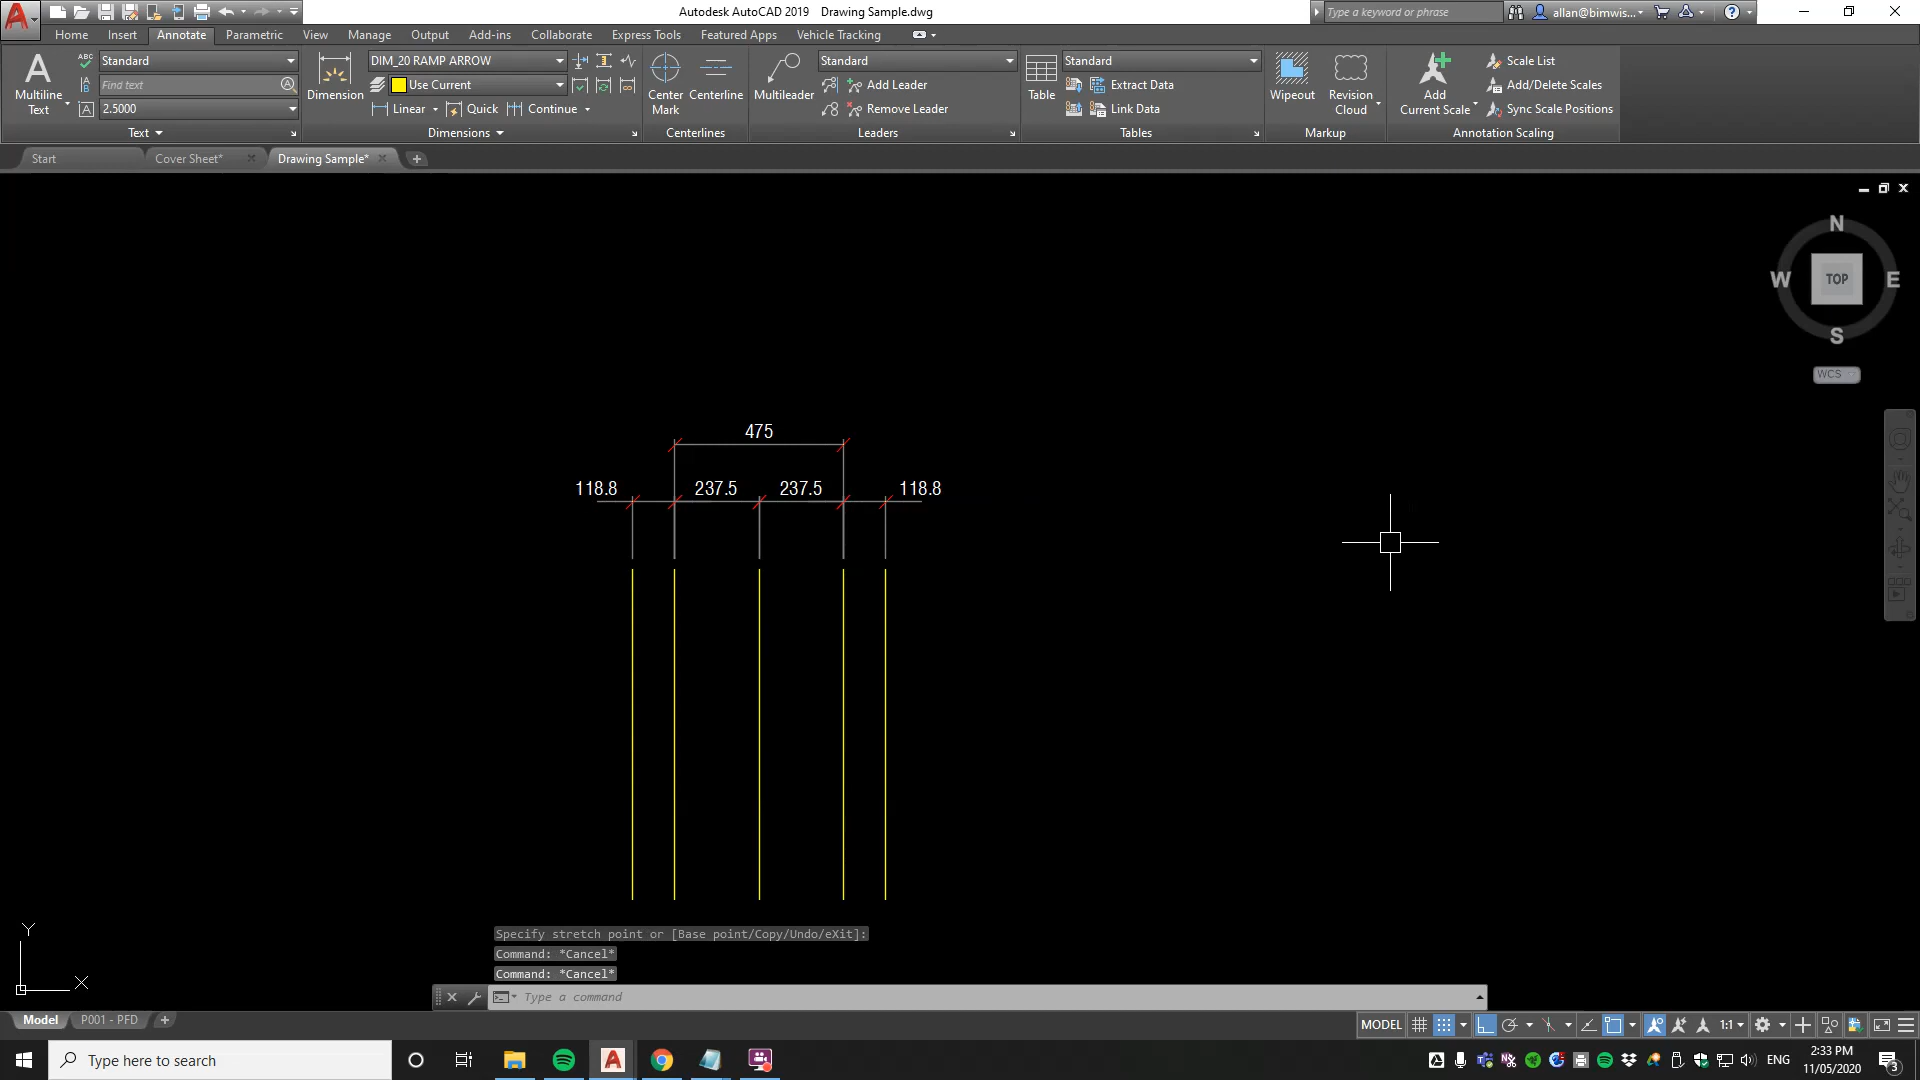 Autodesk AutoCAD 2019 Drawing Sample.dwg
Type a keyword or phrase
allan@bimwis...
Home Insert Annotate Parametric View Manage Output Add-ins Collaborate Express Tools Featured Apps Vehicle Tracking
Multiline Text
ABC
Standard
Find text
2.5000
Text
Dimension
DIM_20 RAMP ARROW
Use Current
Linear Quick Continue
Dimensions
Center Mark
Centerline
Centerlines
Multileader
Standard
Add Leader
Remove Leader
Leaders
Table
Standard
Extract Data
Link Data
Tables
Wipeout
Revision Cloud
Markup
Add Current Scale
Scale List
Add/Delete Scales
Sync Scale Positions
Annotation Scaling
Start Cover Sheet* Drawing Sample*
N
W TOP E
S
WCS
475
118.8 237.5 237.5 118.8
Y
X
Specify stretch point or [Base point/Copy/Undo/eXit]:
Command: *Cancel*
Command: *Cancel*
Type a command
Model P001 - PFD
MODEL 1:1
Type here to search
ENG
2:33 PM
11/05/2020
3